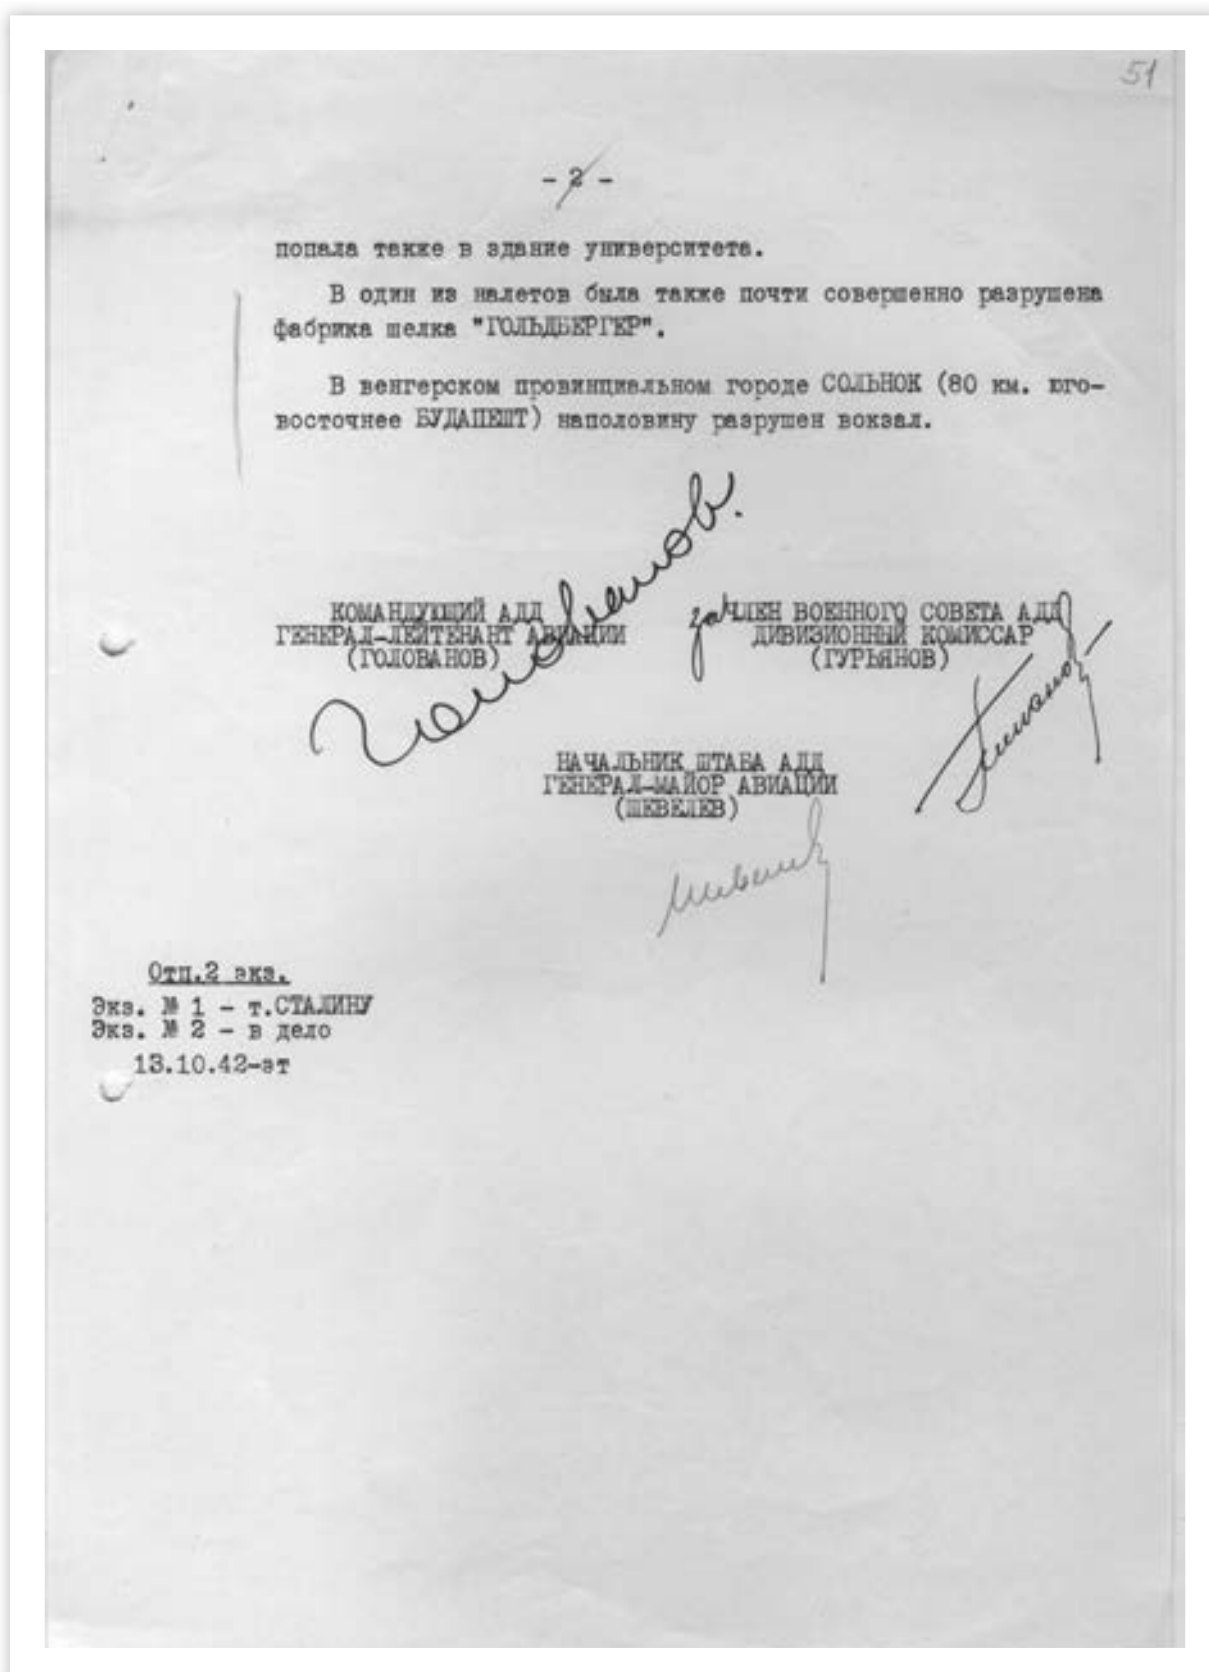 51
- 2 -
попала также в здание университета.
В один из налетов была также почти совершенно разрушена
фабрика шелка "ГОЛЬДБЕРГЕР".
В венгерском провинциальном городе СОЛЬНОК (80 км. юго-
восточнее БУДАПЕШТ) наполовину разрушен вокзал.
Голованов.
КОМАНДУЮЩИЙ АДД
ГЕНЕРАЛ-ЛЕЙТЕНАНТ АВИАЦИИ
(ГОЛОВАНОВ)
за ЧЛЕН ВОЕННОГО СОВЕТА АДД
ДИВИЗИОННЫЙ КОМИССАР
(ГУРЬЯНОВ)
НАЧАЛЬНИК ШТАБА АДД
ГЕНЕРАЛ-МАЙОР АВИАЦИИ
(ШЕВЕЛЕВ)
Отп.2 экз.
Экз. № 1 - т.СТАЛИНУ
Экз. № 2 - в дело
13.10.42-эт